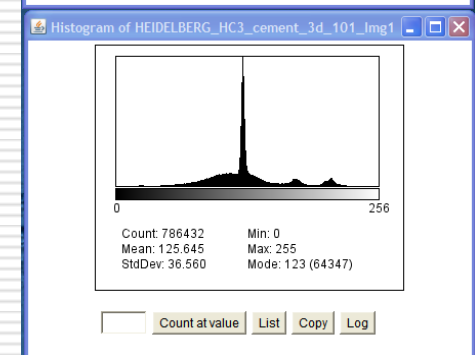 Histogram of HEIDELBERG_HC3_cement_3d_101_Img1
0 256
Count: 786432 Min: 0
Mean: 125.645 Max: 255
StdDev: 36.560 Mode: 123 (64347)
Count at value List Copy Log